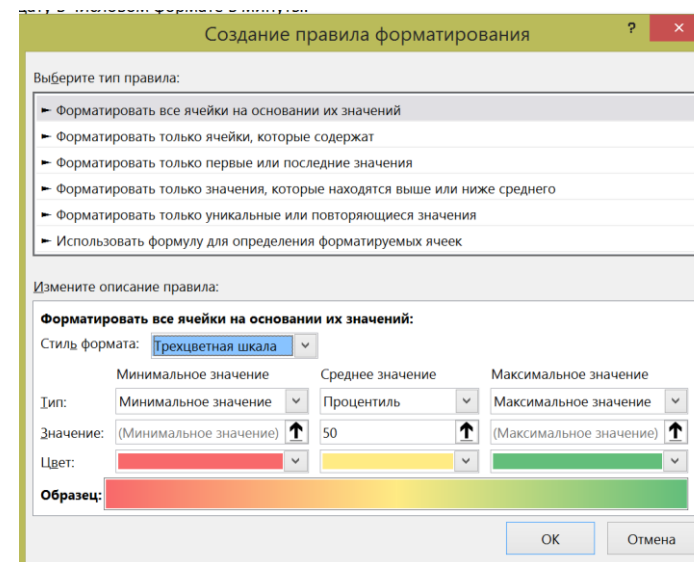 дату в числовом формате в минуты.
Создание правила форматирования ? ×
Выберите тип правила:
► Форматировать все ячейки на основании их значений
► Форматировать только ячейки, которые содержат
► Форматировать только первые или последние значения
► Форматировать только значения, которые находятся выше или ниже среднего
► Форматировать только уникальные или повторяющиеся значения
► Использовать формулу для определения форматируемых ячеек
Измените описание правила:
Форматировать все ячейки на основании их значений:
Стиль формата: Трехцветная шкала
Минимальное значение Среднее значение Максимальное значение
Тип: Минимальное значение Процентиль Максимальное значение
Значение: (Минимальное значение) 50 (Максимальное значение)
Цвет:
Образец:
ОК Отмена